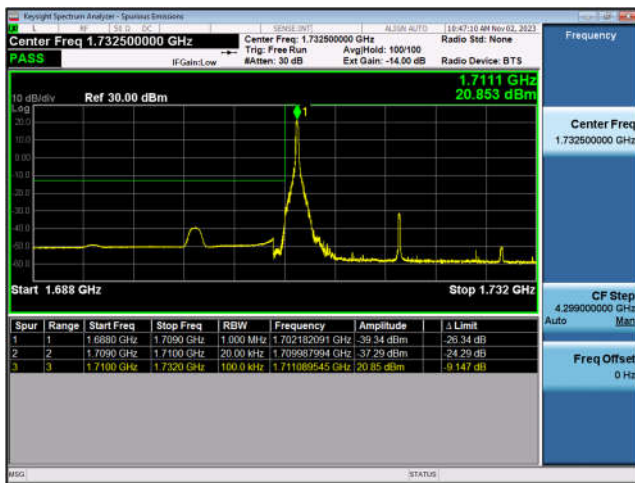 Keysight Spectrum Analyzer - Spurious Emissions
L RF 50 Ω DC SENSE:INT ALIGN AUTO 10:47:10 AM Nov 02, 2023
Center Freq 1.732500000 GHz
Center Freq: 1.732500000 GHz
Radio Std: None
Trig: Free Run
Avg|Hold: 100/100
PASS
IFGain:Low
#Atten: 30 dB
Ext Gain: -14.00 dB
Radio Device: BTS
1.7111 GHz
20.853 dBm
10 dB/div Ref 30.00 dBm
Log
20.0
10.0
0.00
-10.0
-20.0
-30.0
-40.0
-50.0
-60.0
1
Start 1.688 GHz Stop 1.732 GHz
Spur Range Start Freq Stop Freq RBW Frequency Amplitude Δ Limit
1 1 1.6880 GHz 1.7090 GHz 1.000 MHz 1.702182091 GHz -39.34 dBm -26.34 dB
2 2 1.7090 GHz 1.7100 GHz 20.00 kHz 1.709987994 GHz -37.29 dBm -24.29 dB
3 3 1.7100 GHz 1.7320 GHz 100.0 kHz 1.711089545 GHz 20.85 dBm -9.147 dB
MSG STATUS
Frequency
Center Freq
1.732500000 GHz
CF Step
4.299000000 GHz
Auto Man
Freq Offset
0 Hz